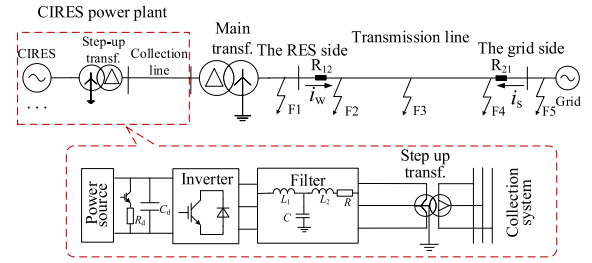 CIRES power plant
CIRES
Step-up
transf.
Collection
line
Main
transf.
The RES side
Transmission line
The grid side
R12
R21
iw
is
F1
F2
F3
F4
F5
Grid
. . .
Power
source
Rd
Cd
Inverter
Filter
L1
L2
R
C
Step up
transf.
Collection
system